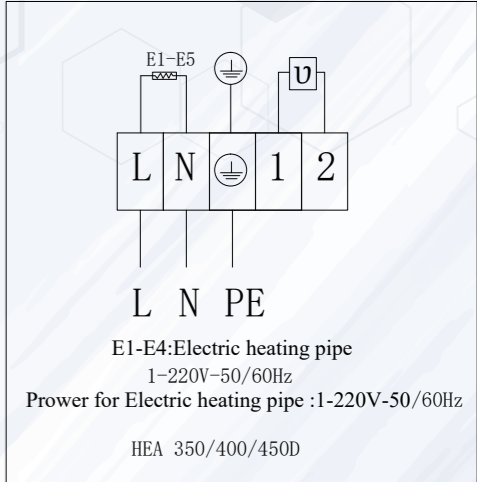 E1-E5
υ
L N 1 2
L N PE
E1-E4:Electric heating pipe
1-220V-50/60Hz
Prower for Electric heating pipe :1-220V-50/60Hz
HEA 350/400/450D